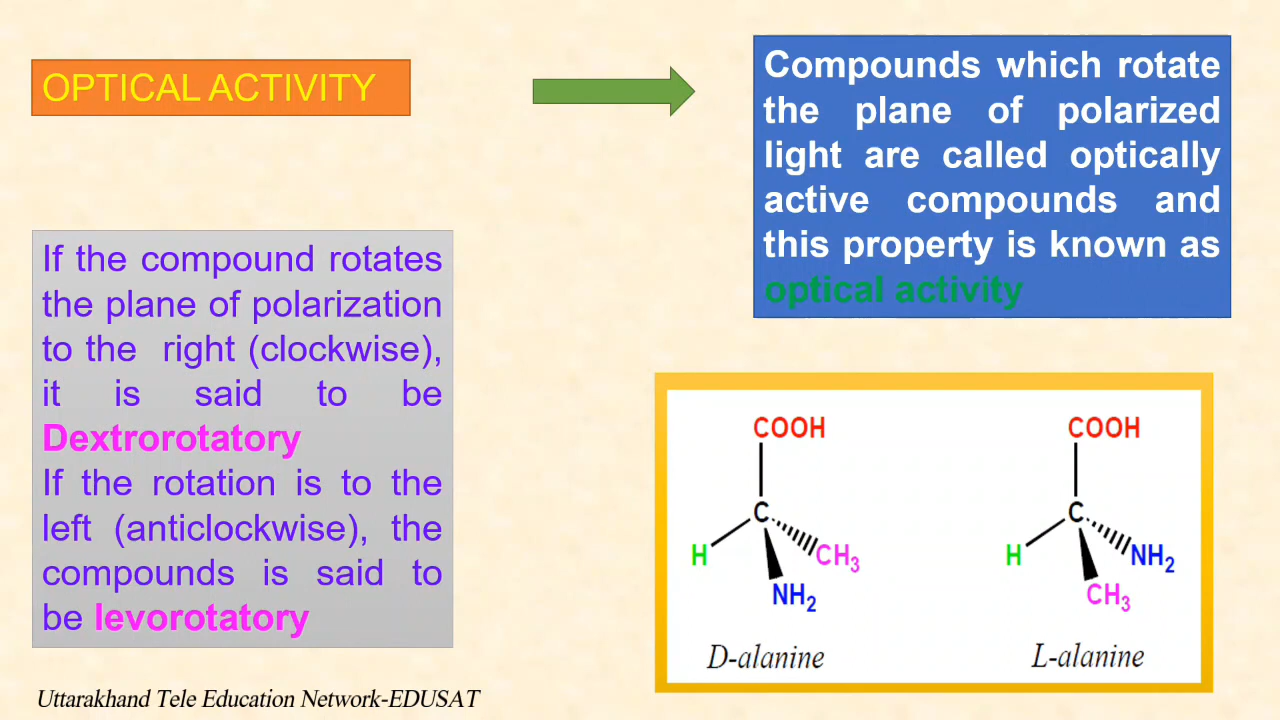 OPTICAL ACTIVITY
Compounds which rotate
the plane of polarized
light are called optically
active compounds and
this property is known as
optical activity
If the compound rotates
the plane of polarization
to the right (clockwise),
it is said to be
Dextrorotatory
If the rotation is to the
left (anticlockwise), the
compounds is said to
be levorotatory
COOH
C
H
CH3
NH2
D-alanine
COOH
C
H
NH2
CH3
L-alanine
Uttarakhand Tele Education Network-EDUSAT